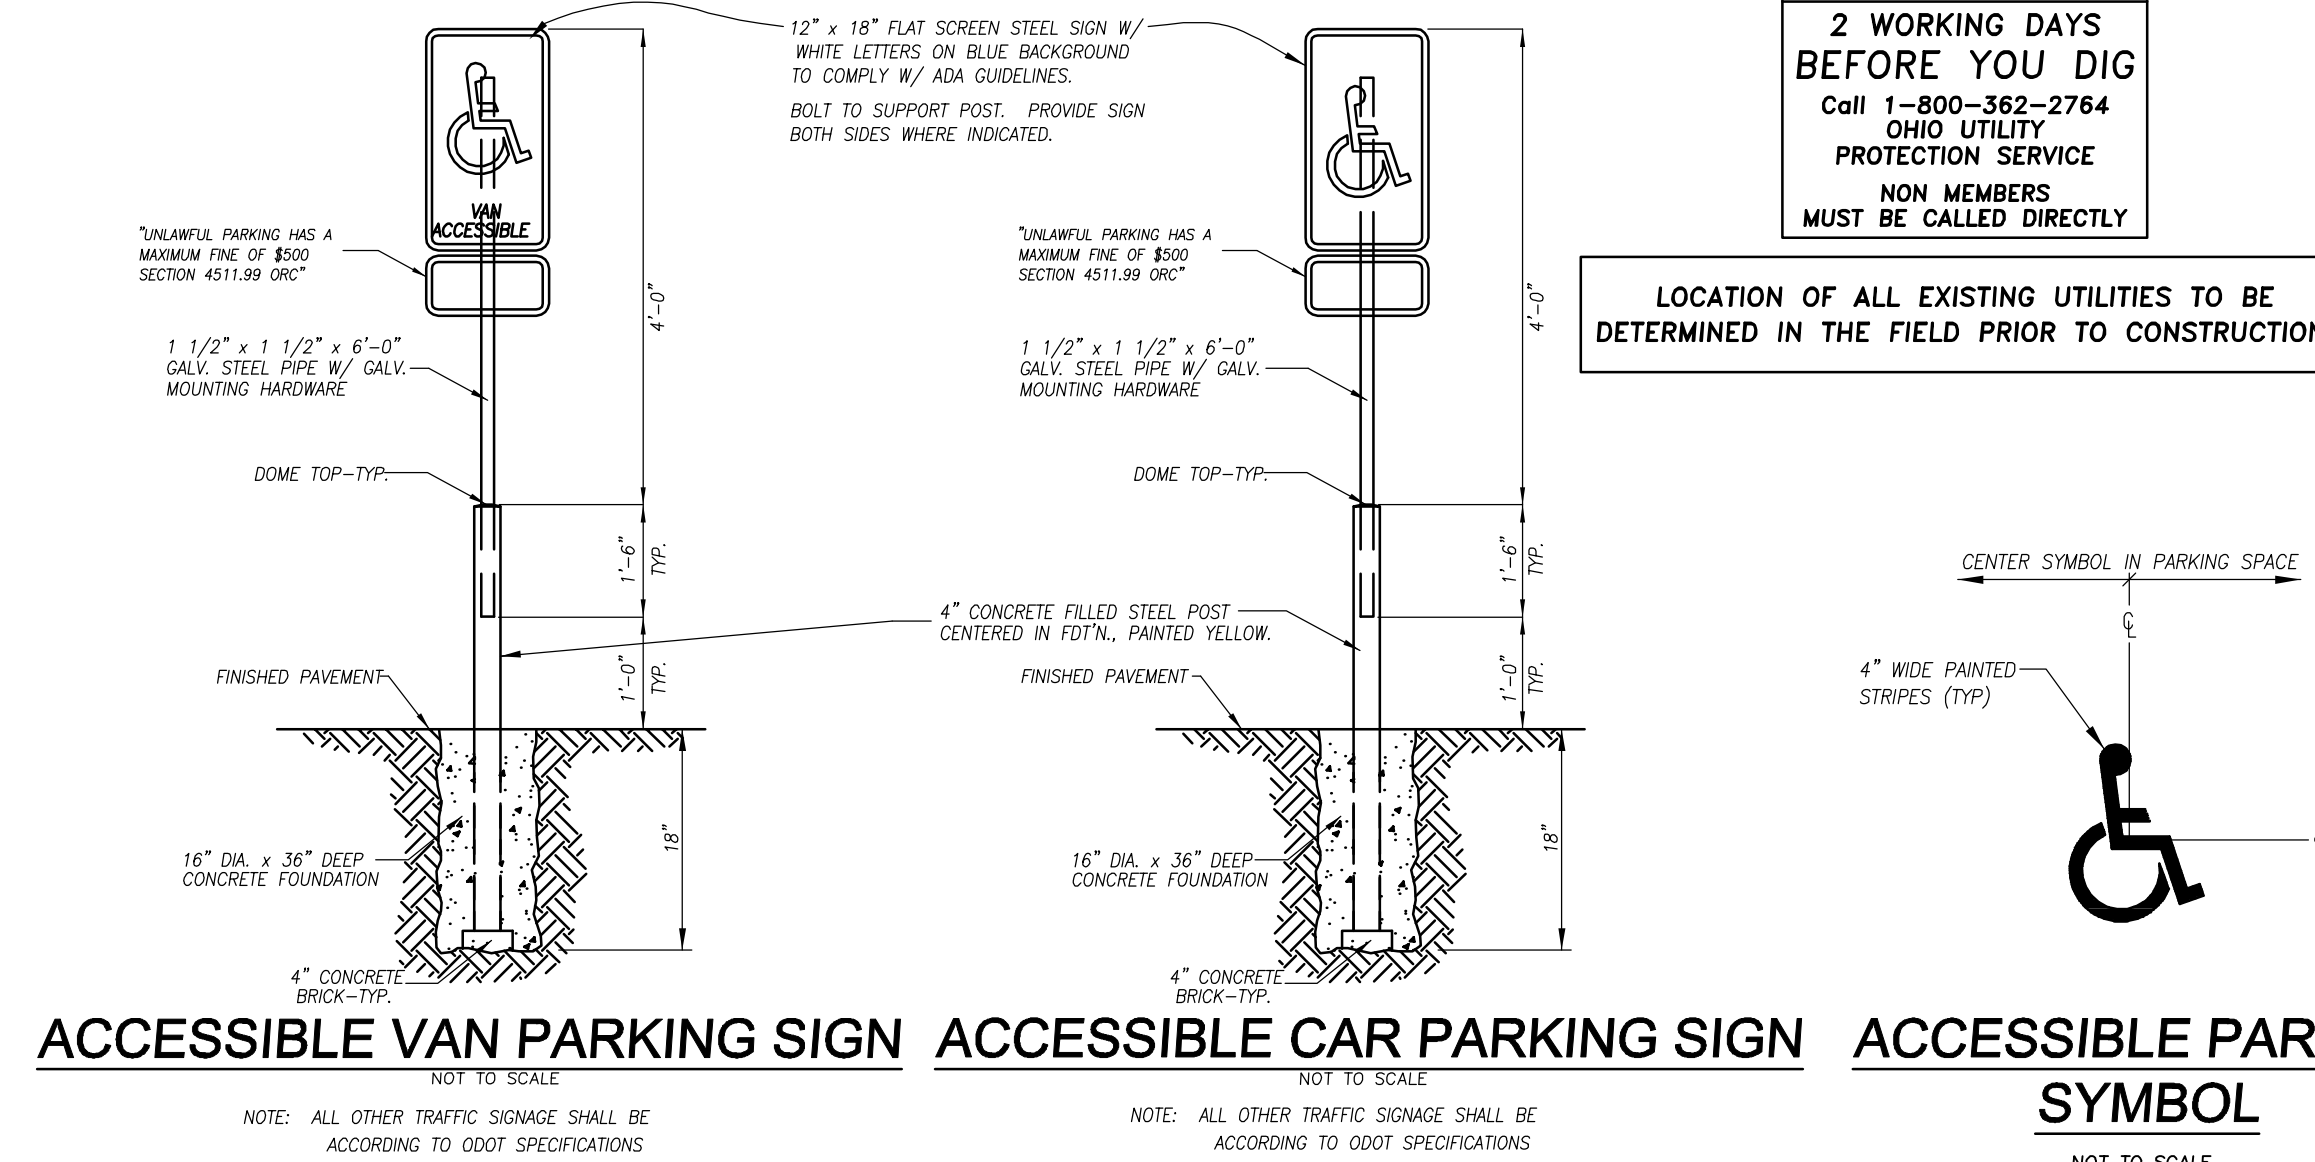 12" x 18" FLAT SCREEN STEEL SIGN W/
WHITE LETTERS ON BLUE BACKGROUND
TO COMPLY W/ ADA GUIDELINES.
BOLT TO SUPPORT POST. PROVIDE SIGN
BOTH SIDES WHERE INDICATED.
VAN
ACCESSIBLE
"UNLAWFUL PARKING HAS A
MAXIMUM FINE OF $500
SECTION 4511.99 ORC"
1 1/2" x 1 1/2" x 6'-0"
GALV. STEEL PIPE W/ GALV.
MOUNTING HARDWARE
DOME TOP-TYP.
FINISHED PAVEMENT
16" DIA. x 36" DEEP
CONCRETE FOUNDATION
4" CONCRETE
BRICK-TYP.
4'-0"
1'-6"
TYP.
1'-0"
TYP.
18"
4" CONCRETE FILLED STEEL POST
CENTERED IN FDT'N., PAINTED YELLOW.
ACCESSIBLE VAN PARKING SIGN
NOT TO SCALE
NOTE: ALL OTHER TRAFFIC SIGNAGE SHALL BE
ACCORDING TO ODOT SPECIFICATIONS
"UNLAWFUL PARKING HAS A
MAXIMUM FINE OF $500
SECTION 4511.99 ORC"
1 1/2" x 1 1/2" x 6'-0"
GALV. STEEL PIPE W/ GALV.
MOUNTING HARDWARE
DOME TOP-TYP.
FINISHED PAVEMENT
16" DIA. x 36" DEEP
CONCRETE FOUNDATION
4" CONCRETE
BRICK-TYP.
4'-0"
1'-6"
TYP.
1'-0"
TYP.
18"
ACCESSIBLE CAR PARKING SIGN
NOT TO SCALE
NOTE: ALL OTHER TRAFFIC SIGNAGE SHALL BE
ACCORDING TO ODOT SPECIFICATIONS
2 WORKING DAYS
BEFORE YOU DIG
Call 1-800-362-2764
OHIO UTILITY
PROTECTION SERVICE
NON MEMBERS
MUST BE CALLED DIRECTLY
LOCATION OF ALL EXISTING UTILITIES TO BE
DETERMINED IN THE FIELD PRIOR TO CONSTRUCTION
CENTER SYMBOL IN PARKING SPACE
℄
4" WIDE PAINTED
STRIPES (TYP)
ACCESSIBLE PAR
SYMBOL
NOT TO SCALE